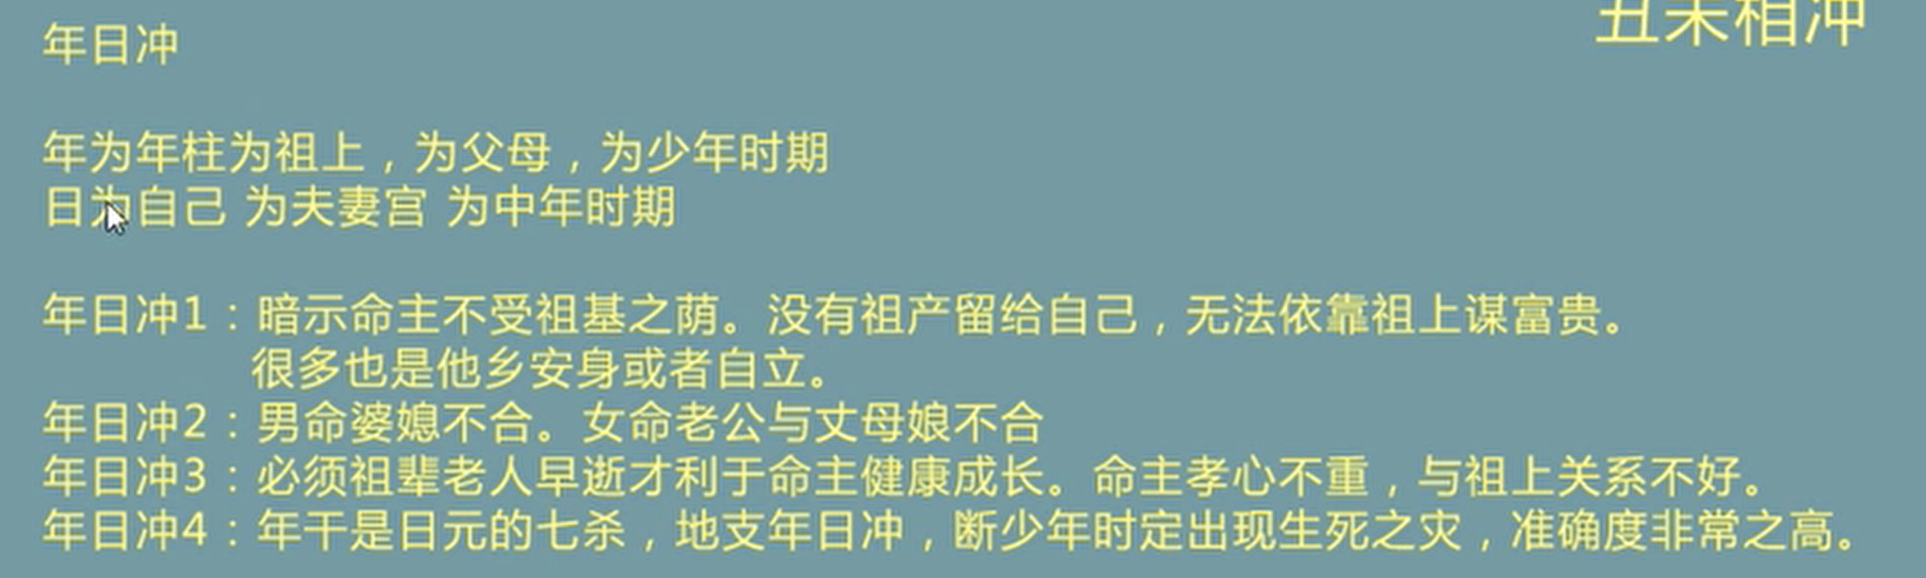 丑未相冲
年日冲
年为年柱为祖上，为父母，为少年时期
日为自己 为夫妻宫 为中年时期
年日冲1：暗示命主不受祖基之荫。没有祖产留给自己，无法依靠祖上谋富贵。
很多也是他乡安身或者自立。
年日冲2：男命婆媳不合。女命老公与丈母娘不合
年日冲3：必须祖辈老人早逝才利于命主健康成长。命主孝心不重，与祖上关系不好。
年日冲4：年干是日元的七杀，地支年日冲，断少年时定出现生死之灾，准确度非常之高。